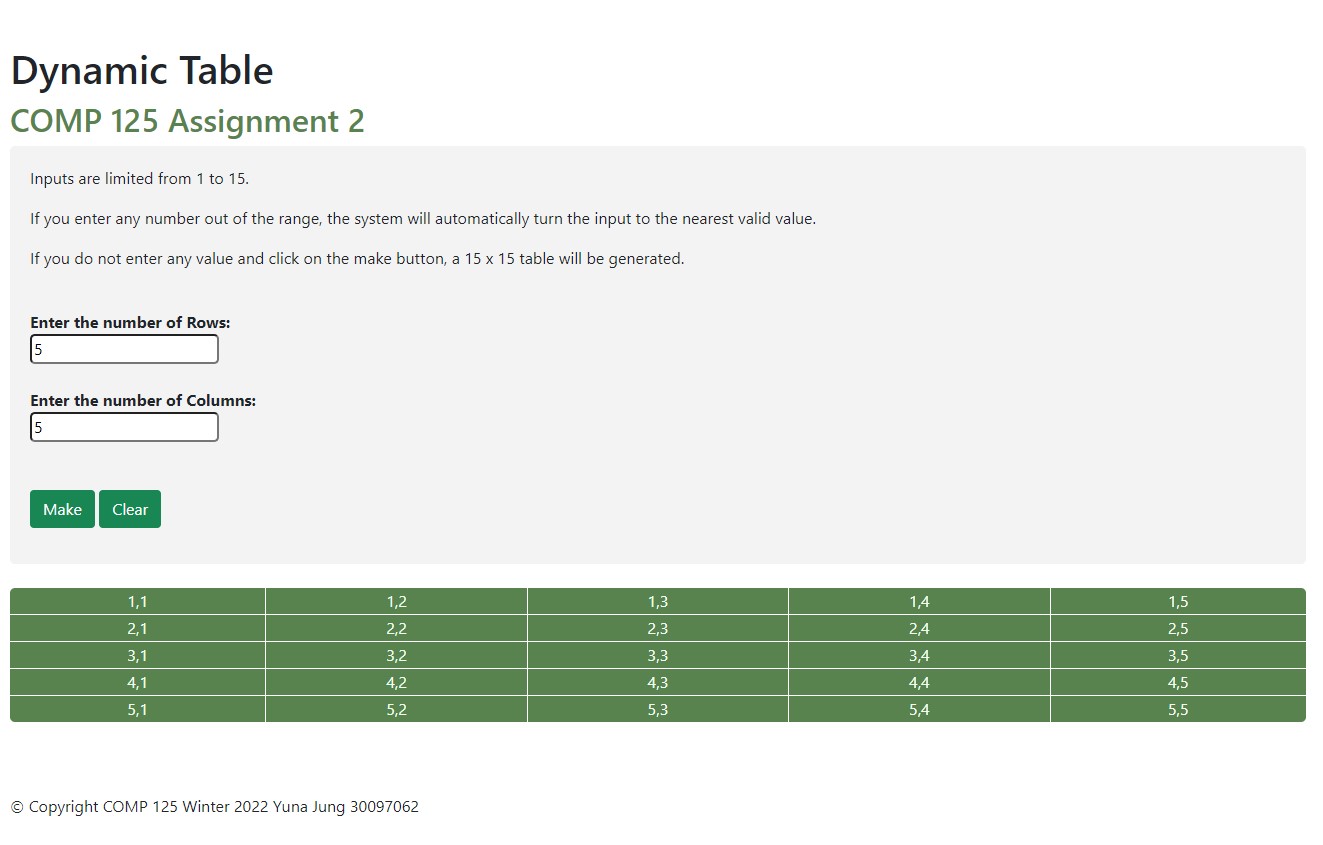 Dynamic Table
COMP 125 Assignment 2
Inputs are limited from 1 to 15.
If you enter any number out of the range, the system will automatically turn the input to the nearest valid value.
If you do not enter any value and click on the make button, a 15 x 15 table will be generated.
Enter the number of Rows:
5
Enter the number of Columns:
5
Make Clear
1,1 1,2 1,3 1,4 1,5
2,1 2,2 2,3 2,4 2,5
3,1 3,2 3,3 3,4 3,5
4,1 4,2 4,3 4,4 4,5
5,1 5,2 5,3 5,4 5,5
© Copyright COMP 125 Winter 2022 Yuna Jung 30097062